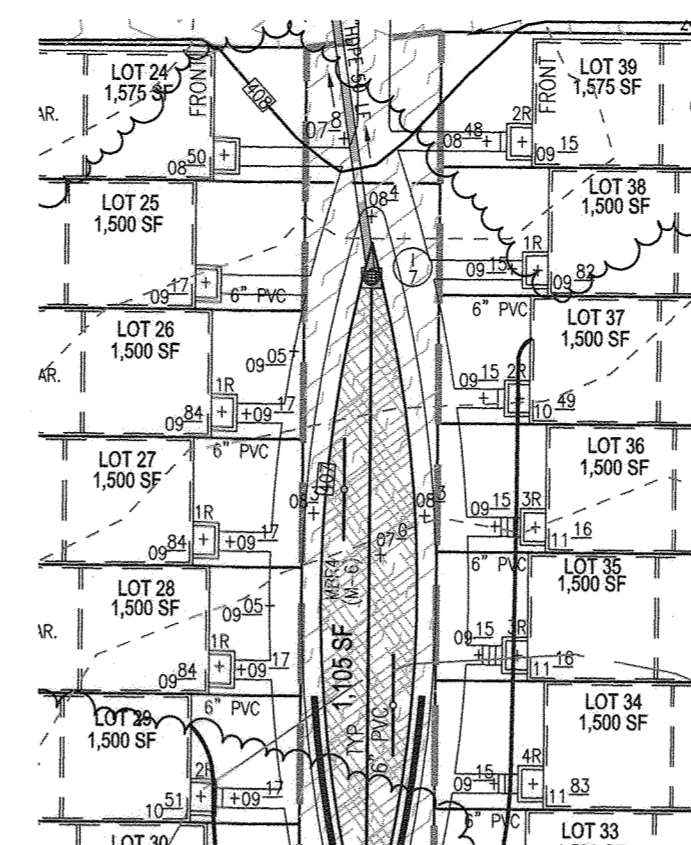 LOT 24
1,575 SF
FRONT
408
AR.
08 50
HDPE
LF
07 8
08 48
2R
09 15
FRONT
LOT 39
1,575 SF
LOT 25
1,500 SF
09 17
6" PVC
08 4
1
7
09 15
1R
09 82
LOT 38
1,500 SF
6" PVC
LOT 26
1,500 SF
AR.
1R
09 84
+09 17
09 05
6" PVC
LOT 37
1,500 SF
09 15
2R
10 49
LOT 27
1,500 SF
1R
09 84
+09 17
407
08 3
08 3
07 0
09 15
3R
11 16
LOT 36
1,500 SF
6" PVC
LOT 28
1,500 SF
AR.
1R
09 84
+09 17
09 05
6" PVC
(M-6)
1,105 SF
TYP
6" PVC
09 15
3R
11 16
LOT 35
1,500 SF
LOT 29
1,500 SF
10 51
+09 17
09 15
4R
11 83
LOT 34
1,500 SF
6" PVC
LOT 30
LOT 33